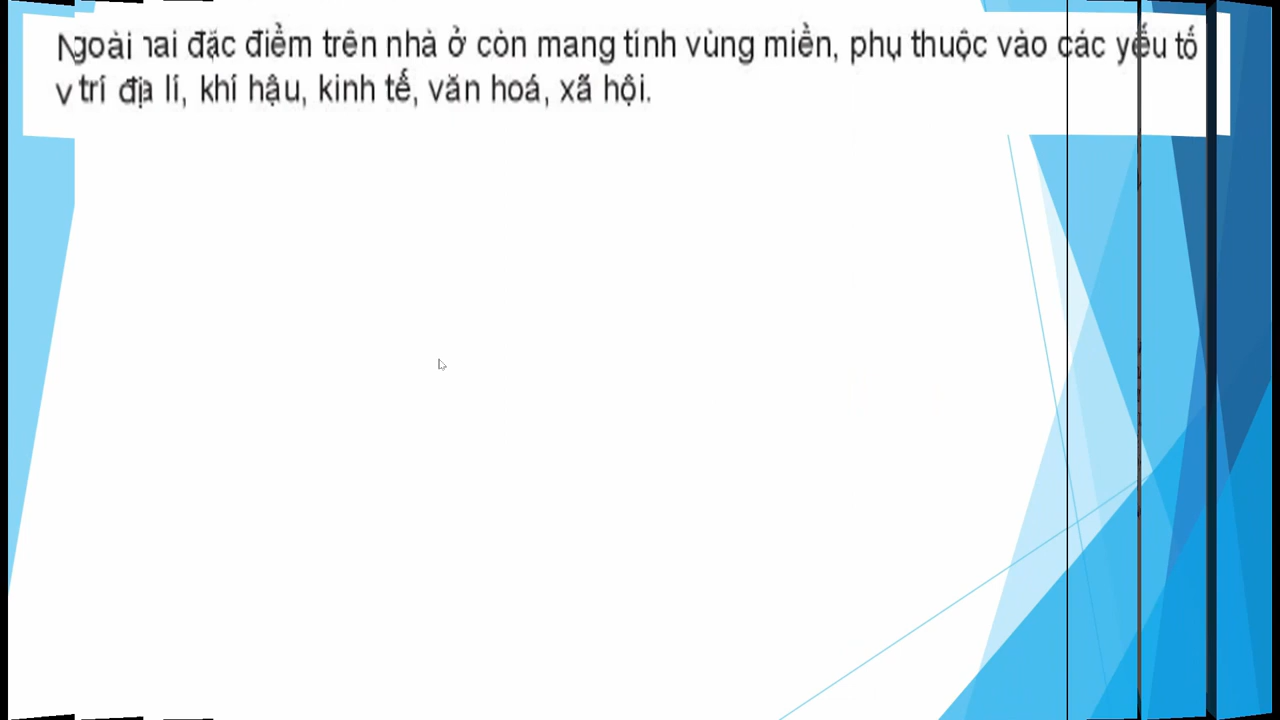 Ngoài hai đặc điểm trên nhà ở còn mang tính vùng miền, phụ thuộc vào các yếu tố
vị trí địa lí, khí hậu, kinh tế, văn hoá, xã hội.